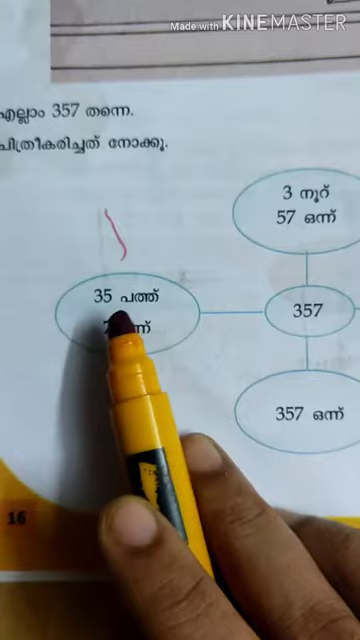 Made with KINEMASTER
എല്ലാം 357 തന്നെ.
ചിത്രീകരിച്ചത് നോക്കൂ.
3 നൂറ്
57 ഒന്ന്
35 പത്ത്
357
357 ഒന്ന്
16